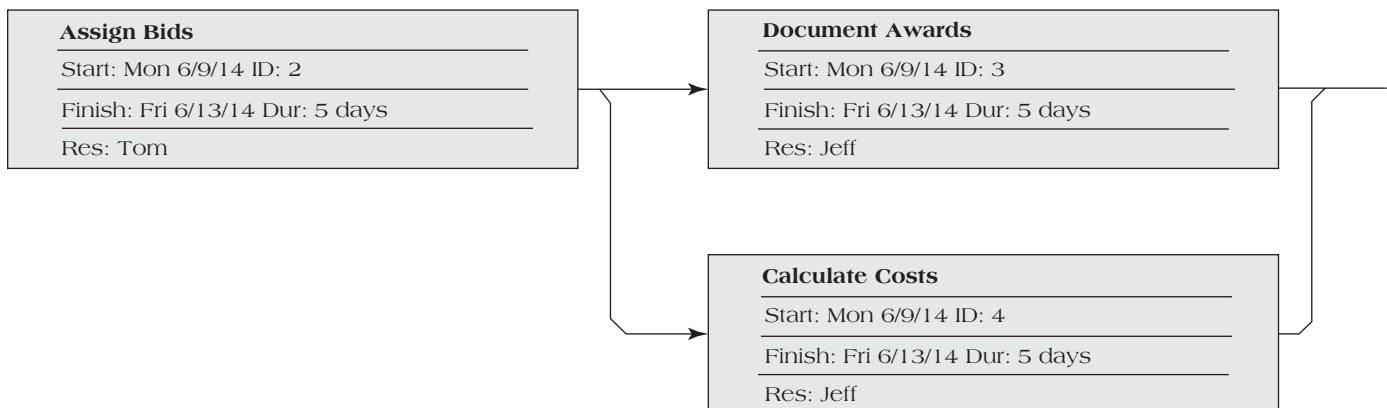 Assign Bids
Start: Mon 6/9/14 ID: 2
Finish: Fri 6/13/14 Dur: 5 days
Res: Tom
Document Awards
Start: Mon 6/9/14 ID: 3
Finish: Fri 6/13/14 Dur: 5 days
Res: Jeff
Calculate Costs
Start: Mon 6/9/14 ID: 4
Finish: Fri 6/13/14 Dur: 5 days
Res: Jeff